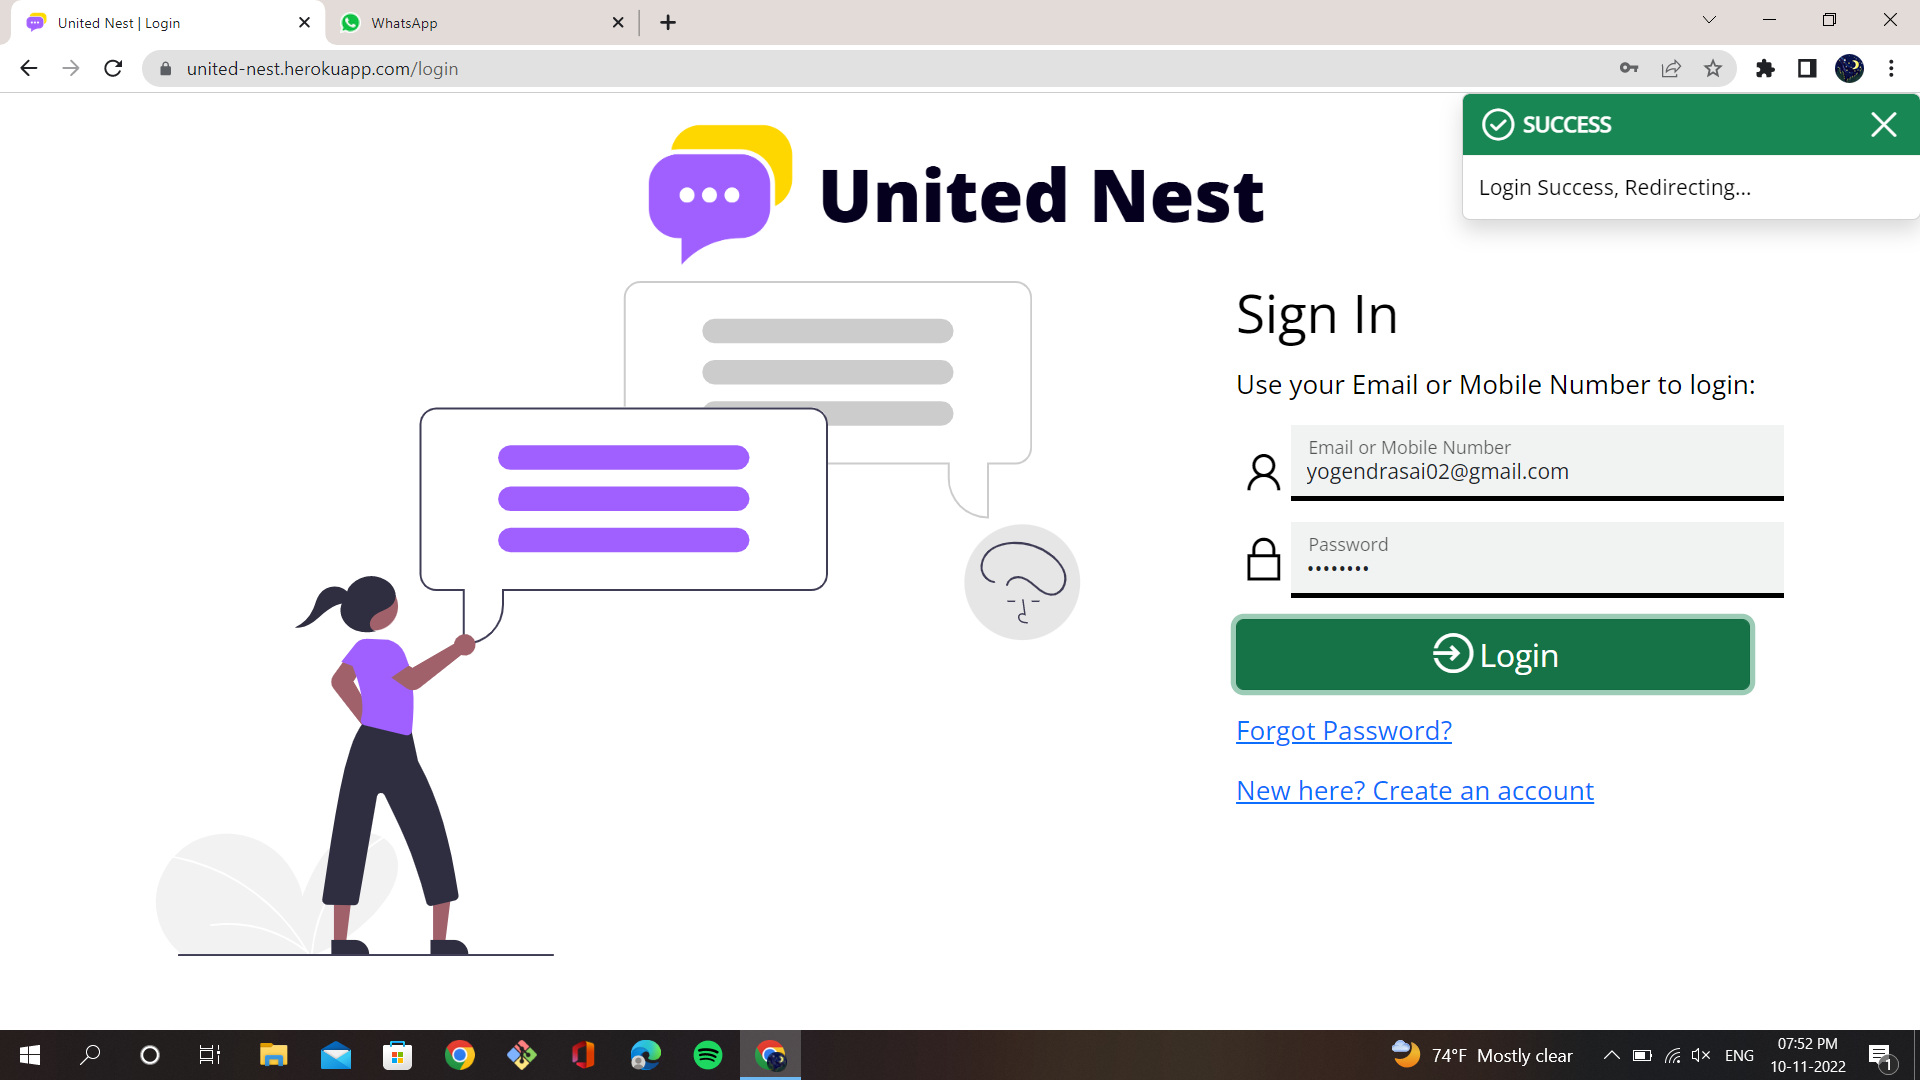 United Nest | Login
WhatsApp
united-nest.herokuapp.com/login
SUCCESS
Login Success, Redirecting...
United Nest
Sign In
Use your Email or Mobile Number to login:
Email or Mobile Number
yogendrasai02@gmail.com
Password
••••••••
Login
Forgot Password?
New here? Create an account
74°F Mostly clear
ENG
07:52 PM
10-11-2022
1